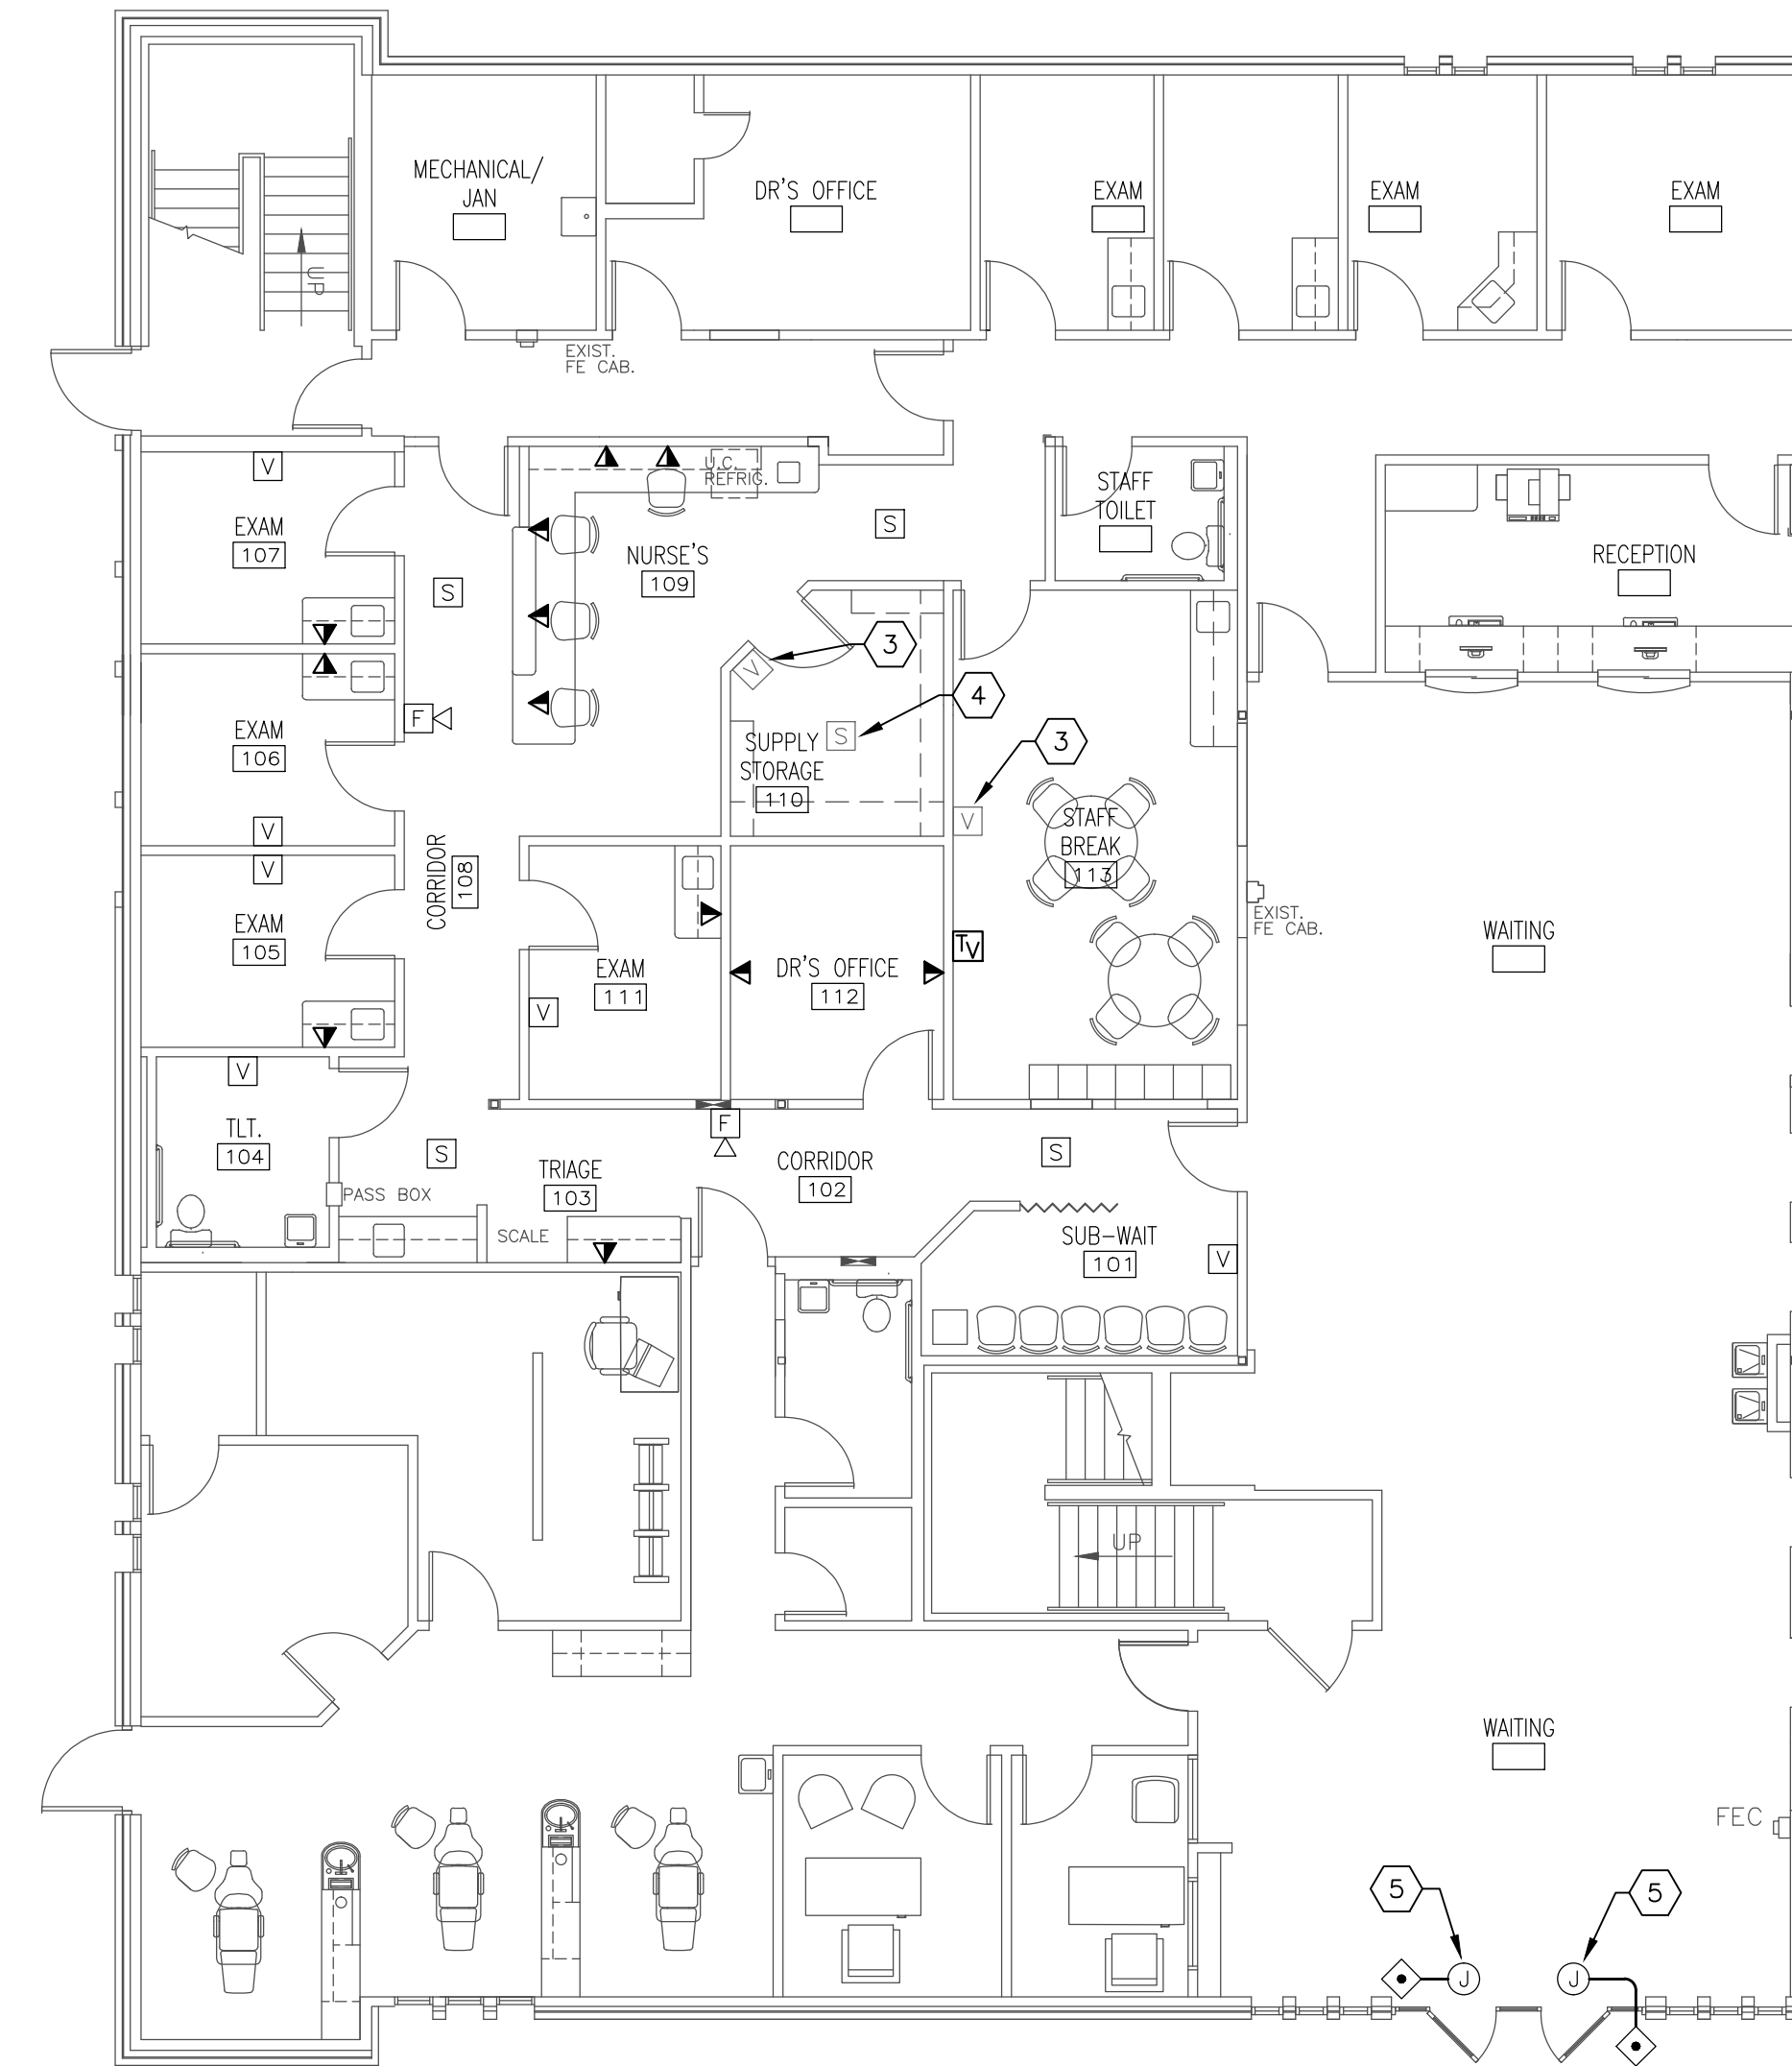 MECHANICAL/
JAN
DR'S OFFICE
EXAM
EXAM
EXAM
UP
EXIST.
FE CAB.
V
U.C.
REFRIG.
STAFF
TOILET
EXAM
107
S
NURSE'S
109
S
RECEPTION
3
V
4
F
EXAM
106
SUPPLY
STORAGE
110
S
3
V
STAFF
BREAK
113
V
V
CORRIDOR
108
EXIST.
FE CAB.
EXAM
105
TV
WAITING
EXAM
111
DR'S OFFICE
112
V
V
TLT.
104
S
F
S
TRIAGE
103
CORRIDOR
102
PASS BOX
SCALE
SUB-WAIT
101
V
UP
WAITING
FEC
5
5
J
J